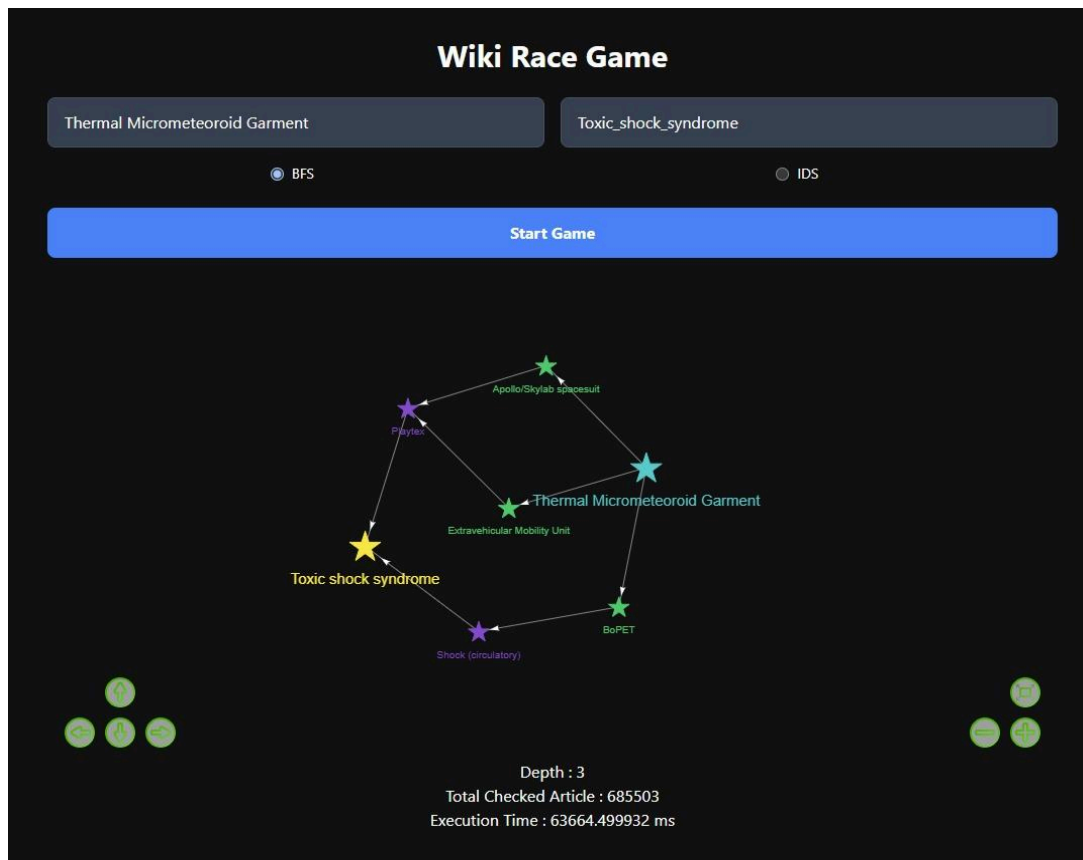 Wiki Race Game
Thermal Micrometeoroid Garment
Toxic_shock_syndrome
BFS
IDS
Start Game
Apollo/Skylab spacesuit
Playtex
Thermal Micrometeoroid Garment
Extravehicular Mobility Unit
Toxic shock syndrome
BoPET
Shock (circulatory)
Depth : 3
Total Checked Article : 685503
Execution Time : 63664.499932 ms